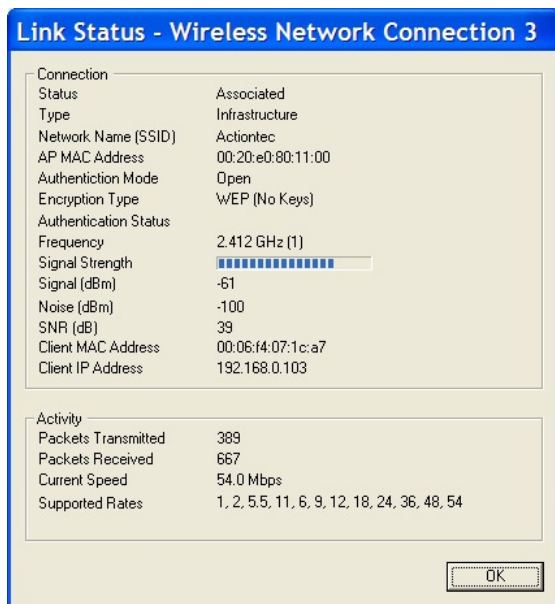 Link Status - Wireless Network Connection 3
Connection
Status Associated
Type Infrastructure
Network Name (SSID) Actiontec
AP MAC Address 00:20:e0:80:11:00
Authentiction Mode Open
Encryption Type WEP (No Keys)
Authentication Status
Frequency 2.412 GHz (1)
Signal Strength
Signal (dBm) -61
Noise (dBm) -100
SNR (dB) 39
Client MAC Address 00:06:f4:07:1c:a7
Client IP Address 192.168.0.103
Activity
Packets Transmitted 389
Packets Received 667
Current Speed 54.0 Mbps
Supported Rates 1, 2, 5.5, 11, 6, 9, 12, 18, 24, 36, 48, 54
OK